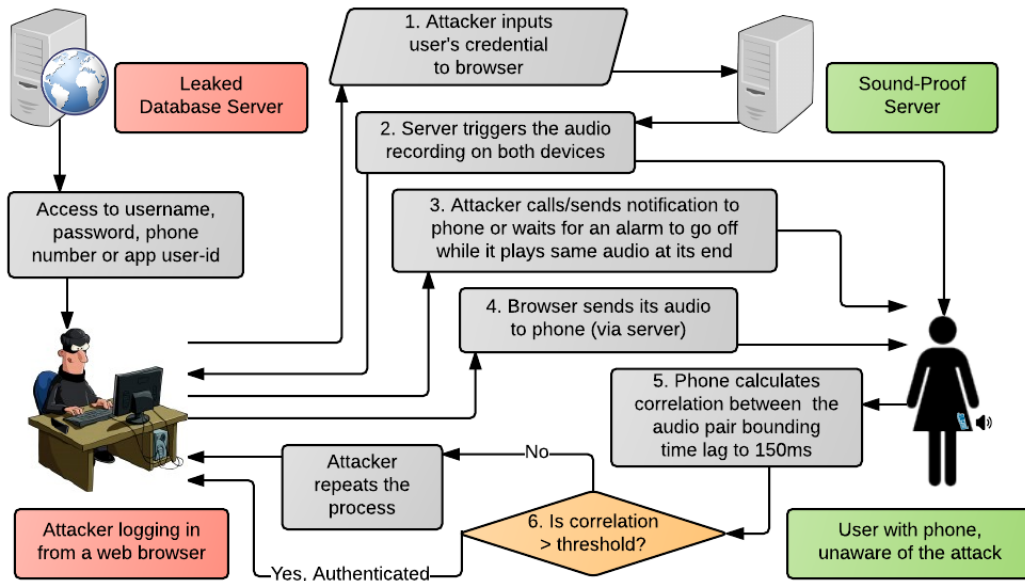 1. Attacker inputs
user's credential
to browser
Leaked
Database Server
Sound-Proof
Server
2. Server triggers the audio
recording on both devices
Access to username,
password, phone
number or app user-id
3. Attacker calls/sends notification to
phone or waits for an alarm to go off
while it plays same audio at its end
4. Browser sends its audio
to phone (via server)
5. Phone calculates
correlation between the
audio pair bounding
time lag to 150ms
No
Attacker
repeats the
process
6. Is correlation
> threshold?
Attacker logging in
from a web browser
User with phone,
unaware of the attack
Yes, Authenticated